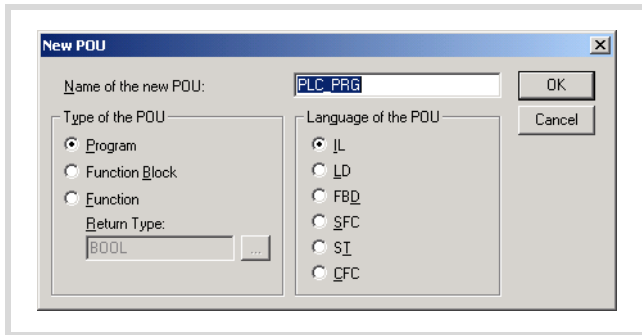 New POU
Name of the new POU:
PLC_PRG
OK
Cancel
Type of the POU
Program
Function Block
Function
Return Type:
BOOL
...
Language of the POU
IL
LD
FBD
SFC
ST
CFC